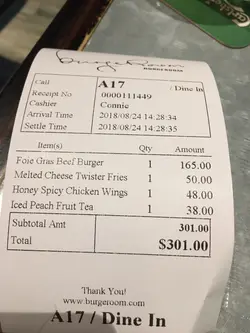 BurgeRoom
BURGEROOM
Call A17 / Dine In
Receipt No 0000111449
Cashier Connie
Arrival Time 2018/08/24 14:28:34
Settle Time 2018/08/24 14:28:35
Item(s) Qty Amount
Foie Gras Beef Burger 1 165.00
Melted Cheese Twister Fries 1 50.00
Honey Spicy Chicken Wings 1 48.00
Iced Peach Fruit Tea 1 38.00
Subtotal Amt 301.00
Total $301.00
Thank You!
www.burgeroom.com
A17 / Dine In